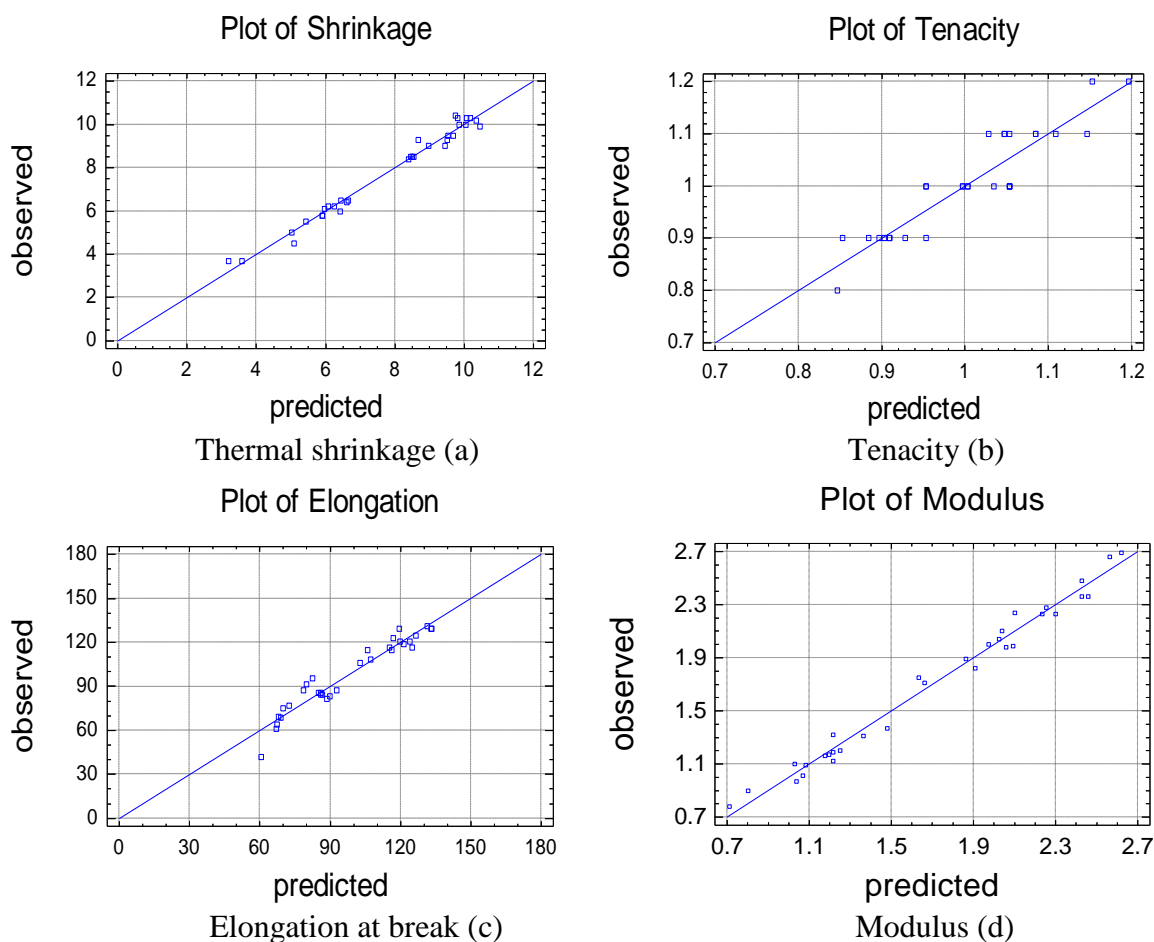 Plot of Shrinkage
12
10
8
6
4
2
0
observed
0 2 4 6 8 10 12
predicted
Thermal shrinkage (a)
Plot of Tenacity
1.2
1.1
1
0.9
0.8
0.7
observed
0.7 0.8 0.9 1 1.1 1.2
predicted
Tenacity (b)
Plot of Elongation
180
150
120
90
60
30
0
observed
0 30 60 90 120 150 180
predicted
Elongation at break (c)
Plot of Modulus
2.7
2.3
1.9
1.5
1.1
0.7
observed
0.7 1.1 1.5 1.9 2.3 2.7
predicted
Modulus (d)